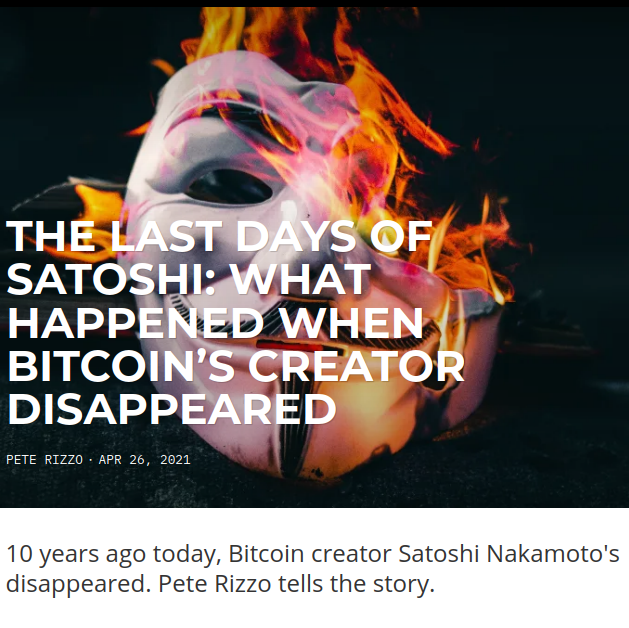 THE LAST DAYS OF
SATOSHI: WHAT
HAPPENED WHEN
BITCOIN’S CREATOR
DISAPPEARED
PETE RIZZO · APR 26, 2021
10 years ago today, Bitcoin creator Satoshi Nakamoto's
disappeared. Pete Rizzo tells the story.